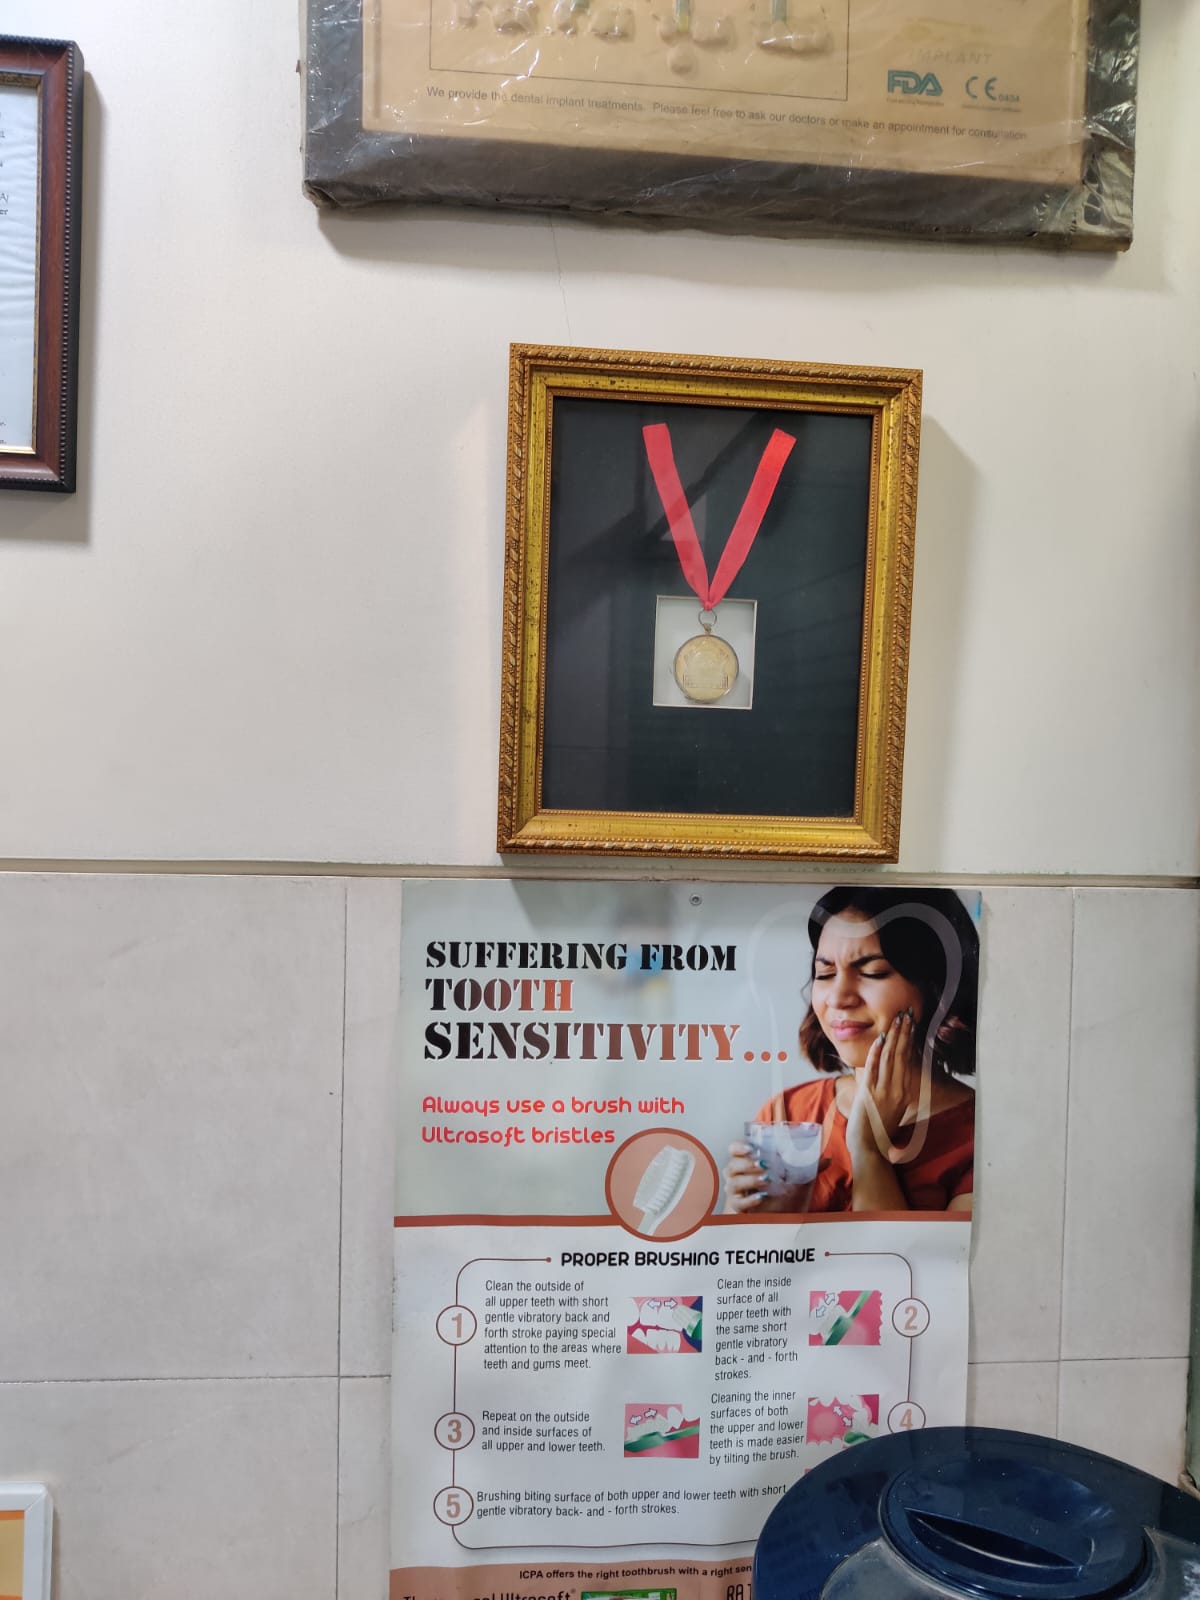 IMPLANT
FDA CE 0434
We provide the dental implant treatments. Please feel free to ask our doctors or make an appointment for consultation
SUFFERING FROM
TOOTH
SENSITIVITY...
Always use a brush with
Ultrasoft bristles
PROPER BRUSHING TECHNIQUE
1
Clean the outside of
all upper teeth with short
gentle vibratory back and
forth stroke paying special
attention to the areas where
teeth and gums meet.
Clean the inside
surface of all
upper teeth with
the same short
gentle vibratory
back - and - forth
strokes.
2
3
Repeat on the outside
and inside surfaces of
all upper and lower teeth.
Cleaning the inner
surfaces of both
the upper and lower
teeth is made easier
by tilting the brush.
4
5
Brushing biting surface of both upper and lower teeth with short
gentle vibratory back- and - forth strokes.
ICPA offers the right toothbrush with a right sen
Ultrasoft®